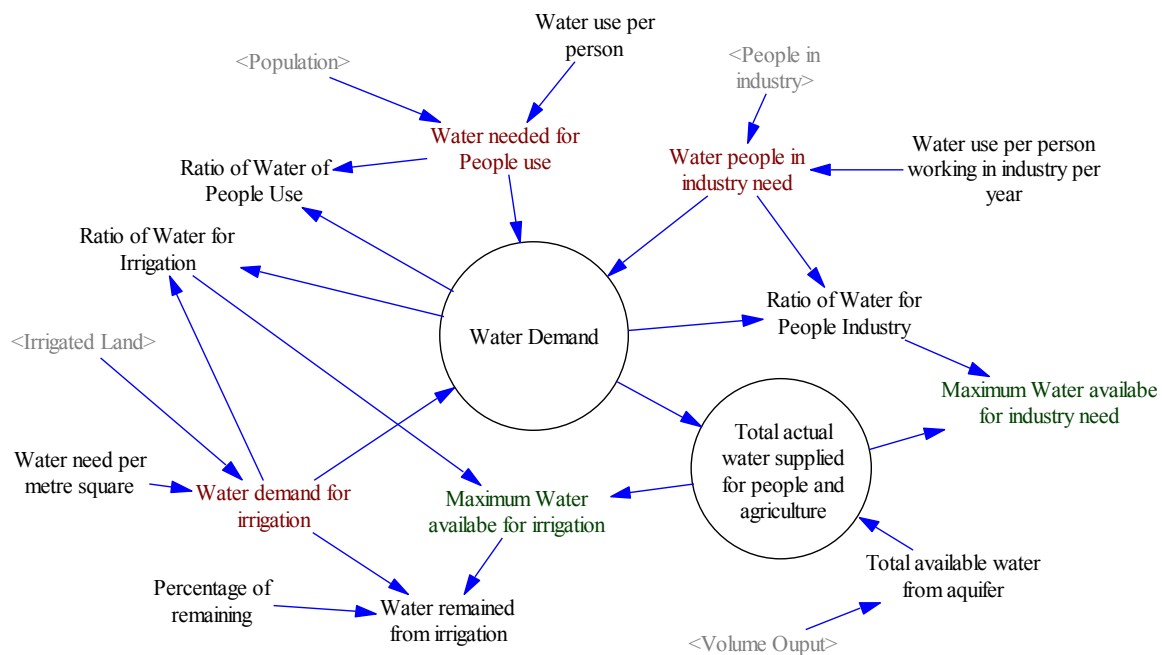 Water use per
person
<Population>
<People in
industry>
Water needed for
People use
Water people in
industry need
Water use per person
working in industry per
year
Ratio of Water of
People Use
Ratio of Water for
Irrigation
Ratio of Water for
People Industry
Water Demand
<Irrigated Land>
Maximum Water availabe
for industry need
Total actual
water supplied
for people and
agriculture
Water need per
metre square
Water demand for
irrigation
Maximum Water
availabe for irrigation
Total available water
from aquifer
Percentage of
remaining
Water remained
from irrigation
<Volume Ouput>